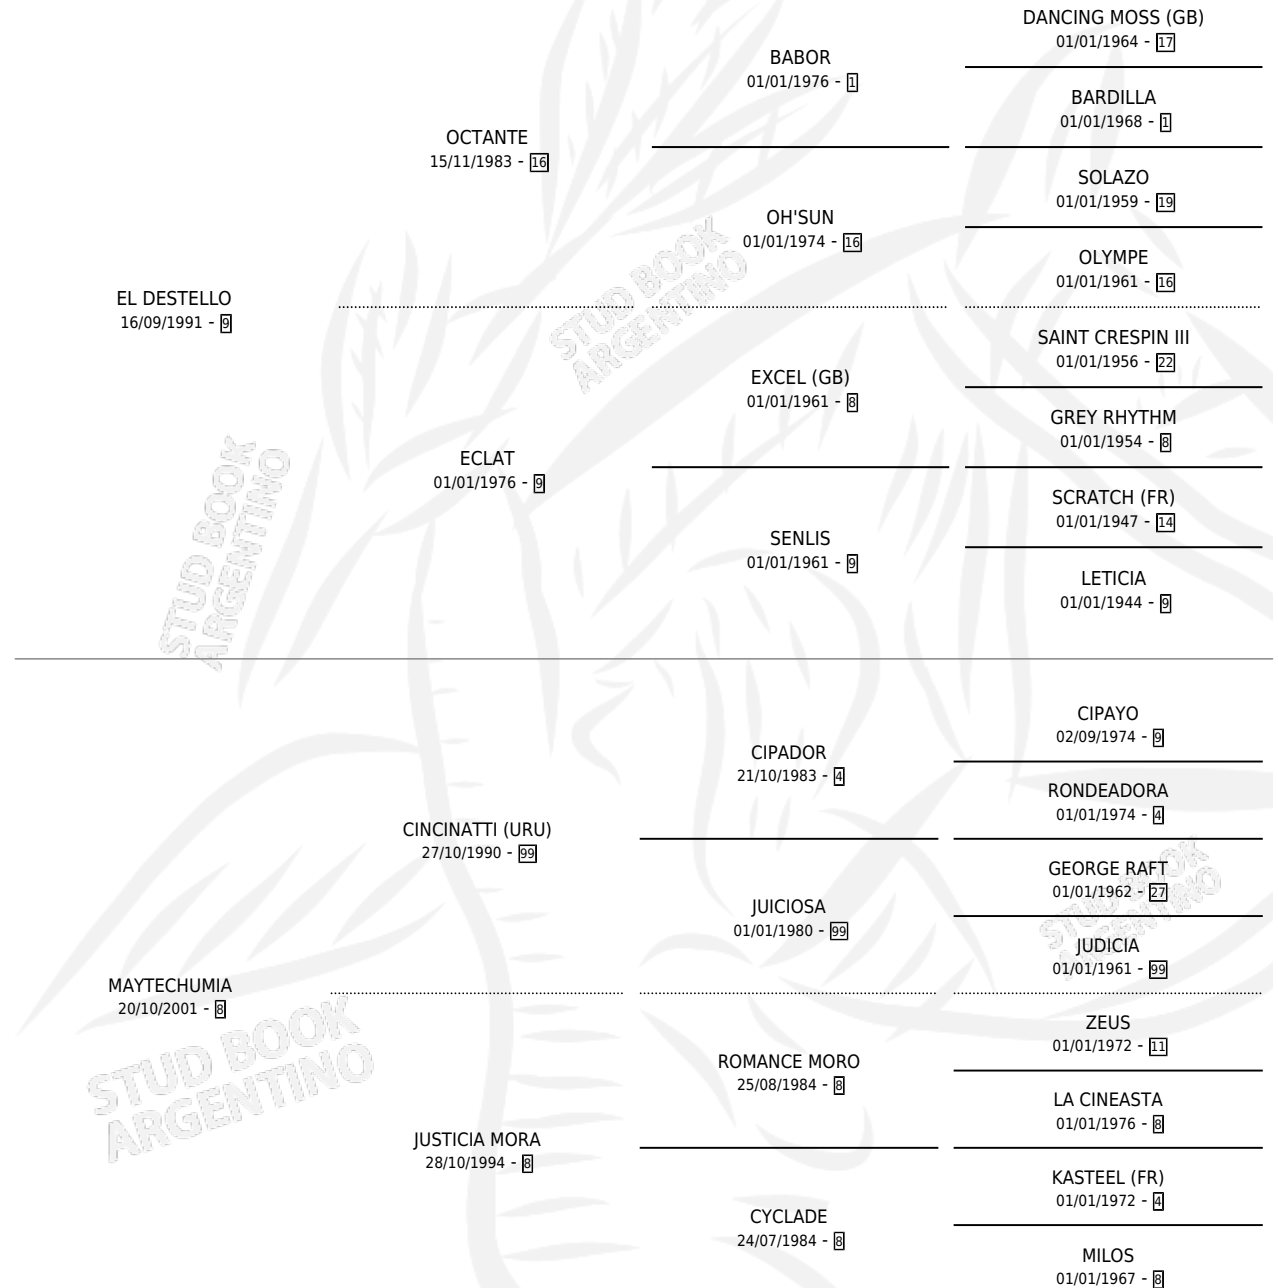 DANCING MOSS (GB)
01/01/1964 - 17
BABOR
01/01/1976 - 1
BARDILLA
01/01/1968 - 1
OCTANTE
15/11/1983 - 16
SOLAZO
01/01/1959 - 19
OH'SUN
01/01/1974 - 16
OLYMPE
01/01/1961 - 16
EL DESTELLO
16/09/1991 - 9
SAINT CRESPIN III
01/01/1956 - 22
EXCEL (GB)
01/01/1961 - 8
GREY RHYTHM
01/01/1954 - 8
ECLAT
01/01/1976 - 9
SCRATCH (FR)
01/01/1947 - 14
SENLIS
01/01/1961 - 9
LETICIA
01/01/1944 - 9
CIPAYO
02/09/1974 - 9
CIPADOR
21/10/1983 - 4
RONDEADORA
01/01/1974 - 4
CINCINATTI (URU)
27/10/1990 - 99
GEORGE RAFT
01/01/1962 - 27
JUICIOSA
01/01/1980 - 99
JUDICIA
01/01/1961 - 99
MAYTECHUMIA
20/10/2001 - 8
ZEUS
01/01/1972 - 11
ROMANCE MORO
25/08/1984 - 8
LA CINEASTA
01/01/1976 - 8
JUSTICIA MORA
28/10/1994 - 8
KASTEEL (FR)
01/01/1972 - 4
CYCLADE
24/07/1984 - 8
MILOS
01/01/1967 - 8
STUD BOOK
ARGENTINO
STUD BOOK
ARGENTINO
STUD BOOK
ARGENTINO
STUD BOOK
ARGENTINO